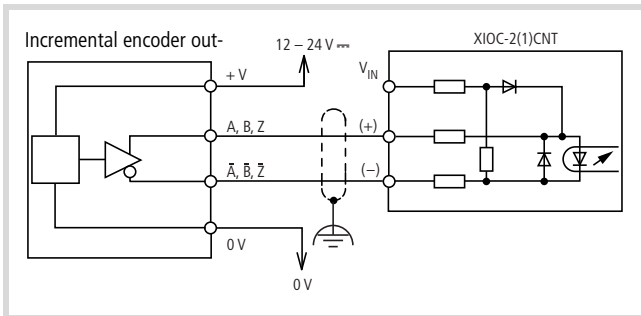 Incremental encoder out-
12 – 24 V ⎓
XIOC-2(1)CNT
+ V
V_IN
A, B, Z
(+)
A̅, B̅, Z̅
(–)
0 V
0 V